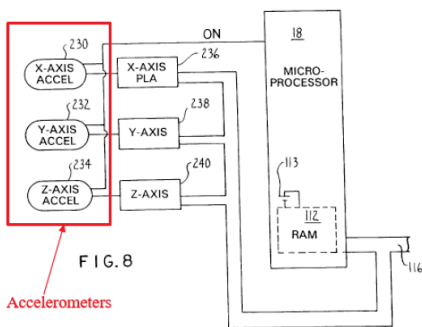 230
X-AXIS
ACCEL
232
Y-AXIS
ACCEL
234
Z-AXIS
ACCEL
ON
236
X-AXIS
PLA
238
Y-AXIS
240
Z-AXIS
18
MICRO-
PROCESSOR
113
112
RAM
116
FIG.8
Accelerometers